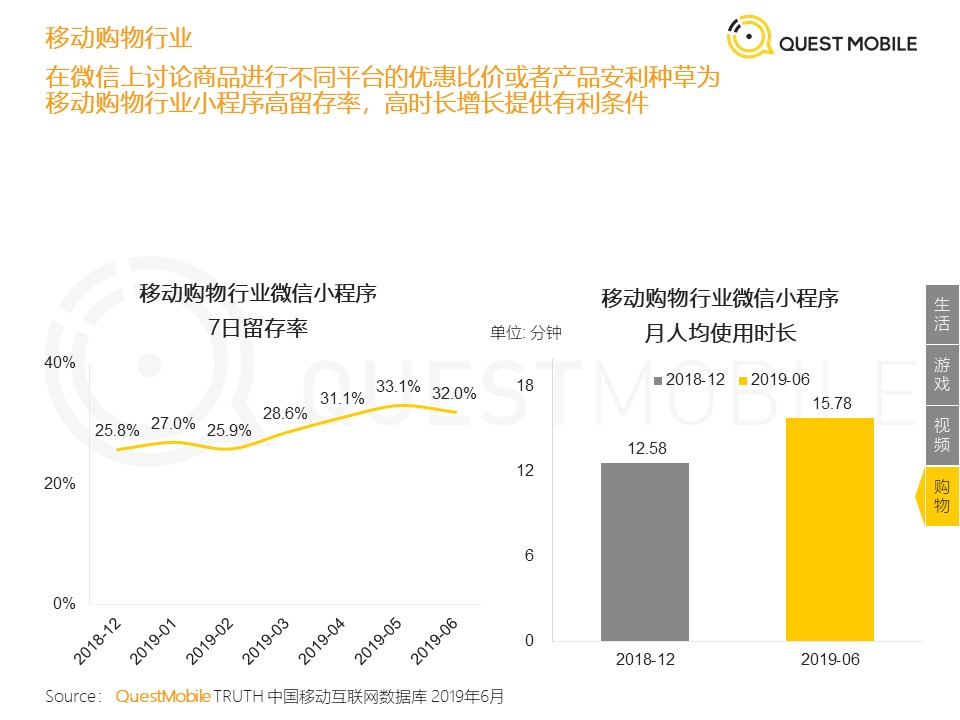 移动购物行业
QUEST MOBILE
在微信上讨论商品进行不同平台的优惠比价或者产品安利种草为
移动购物行业小程序高留存率，高时长增长提供有利条件
移动购物行业微信小程序
7日留存率
40%
20%
0%
25.8%
27.0%
25.9%
28.6%
31.1%
33.1%
32.0%
2018-12
2019-01
2019-02
2019-03
2019-04
2019-05
2019-06
移动购物行业微信小程序
月人均使用时长
单位: 分钟
2018-12
2019-06
18
12
6
0
12.58
15.78
2018-12
2019-06
生活
游戏
视频
购物
QUESTMOBILE
Source： QuestMobile TRUTH 中国移动互联网数据库 2019年6月